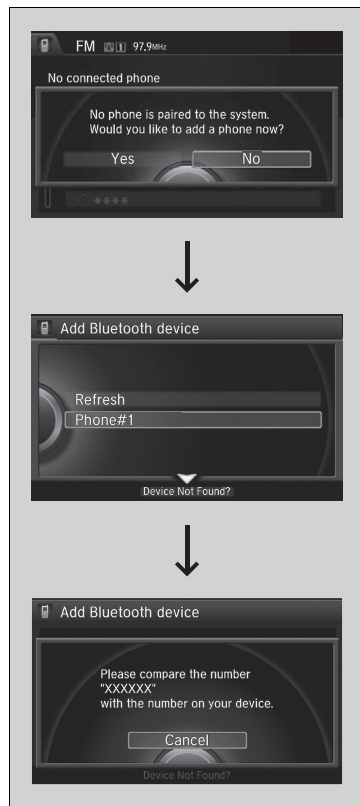 FM 1 97.9MHz
No connected phone
No phone is paired to the system.
Would you like to add a phone now?
Yes No
****
Add Bluetooth device
Refresh
Phone#1
Device Not Found?
Add Bluetooth device
Please compare the number
"XXXXXX"
with the number on your device.
Cancel
Device Not Found?